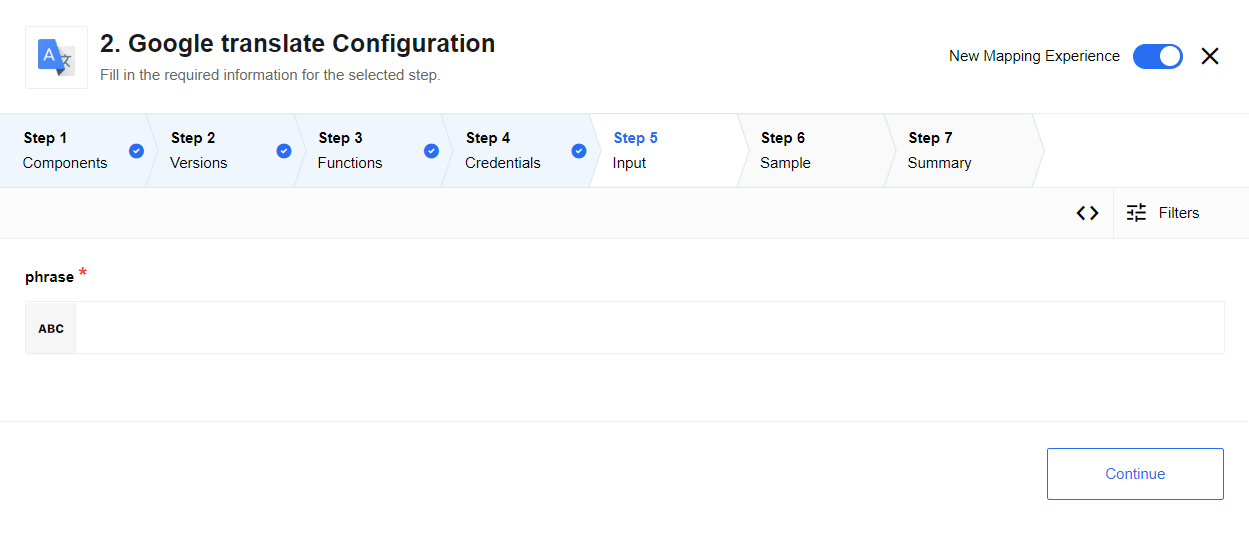 2. Google translate Configuration
Fill in the required information for the selected step.
New Mapping Experience
Step 1
Components
Step 2
Versions
Step 3
Functions
Step 4
Credentials
Step 5
Input
Step 6
Sample
Step 7
Summary
Filters
phrase *
ABC
Continue